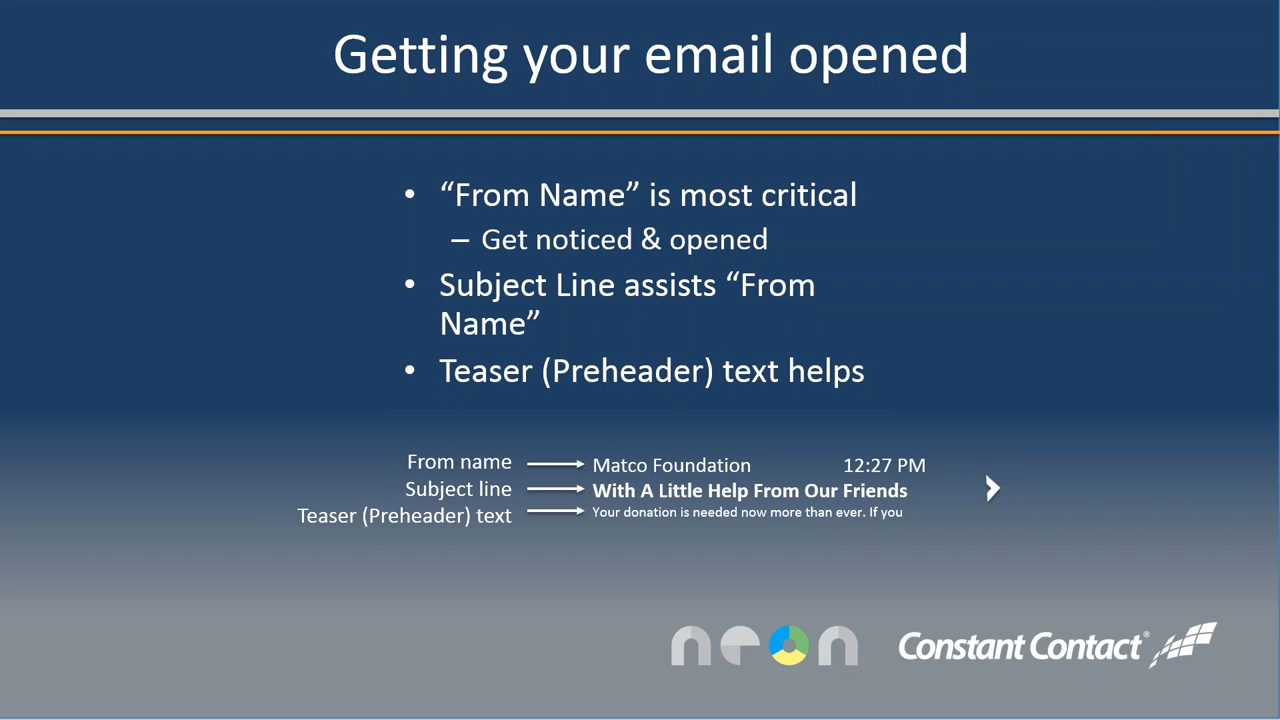 Getting your email opened
• “From Name” is most critical
– Get noticed & opened
• Subject Line assists “From
Name”
• Teaser (Preheader) text helps
From name
Matco Foundation 12:27 PM
Subject line
With A Little Help From Our Friends
Teaser (Preheader) text
Your donation is needed now more than ever. If you
neon
Constant Contact®